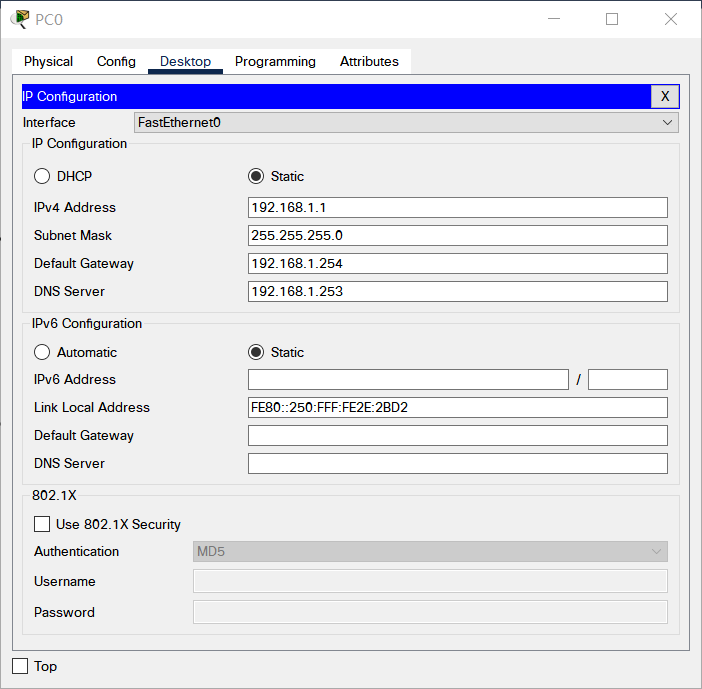 PC0
Physical Config Desktop Programming Attributes
IP Configuration X
Interface FastEthernet0
IP Configuration
DHCP Static
IPv4 Address 192.168.1.1
Subnet Mask 255.255.255.0
Default Gateway 192.168.1.254
DNS Server 192.168.1.253
IPv6 Configuration
Automatic Static
IPv6 Address /
Link Local Address FE80::250:FFF:FE2E:2BD2
Default Gateway
DNS Server
802.1X
Use 802.1X Security
Authentication MD5
Username
Password
Top